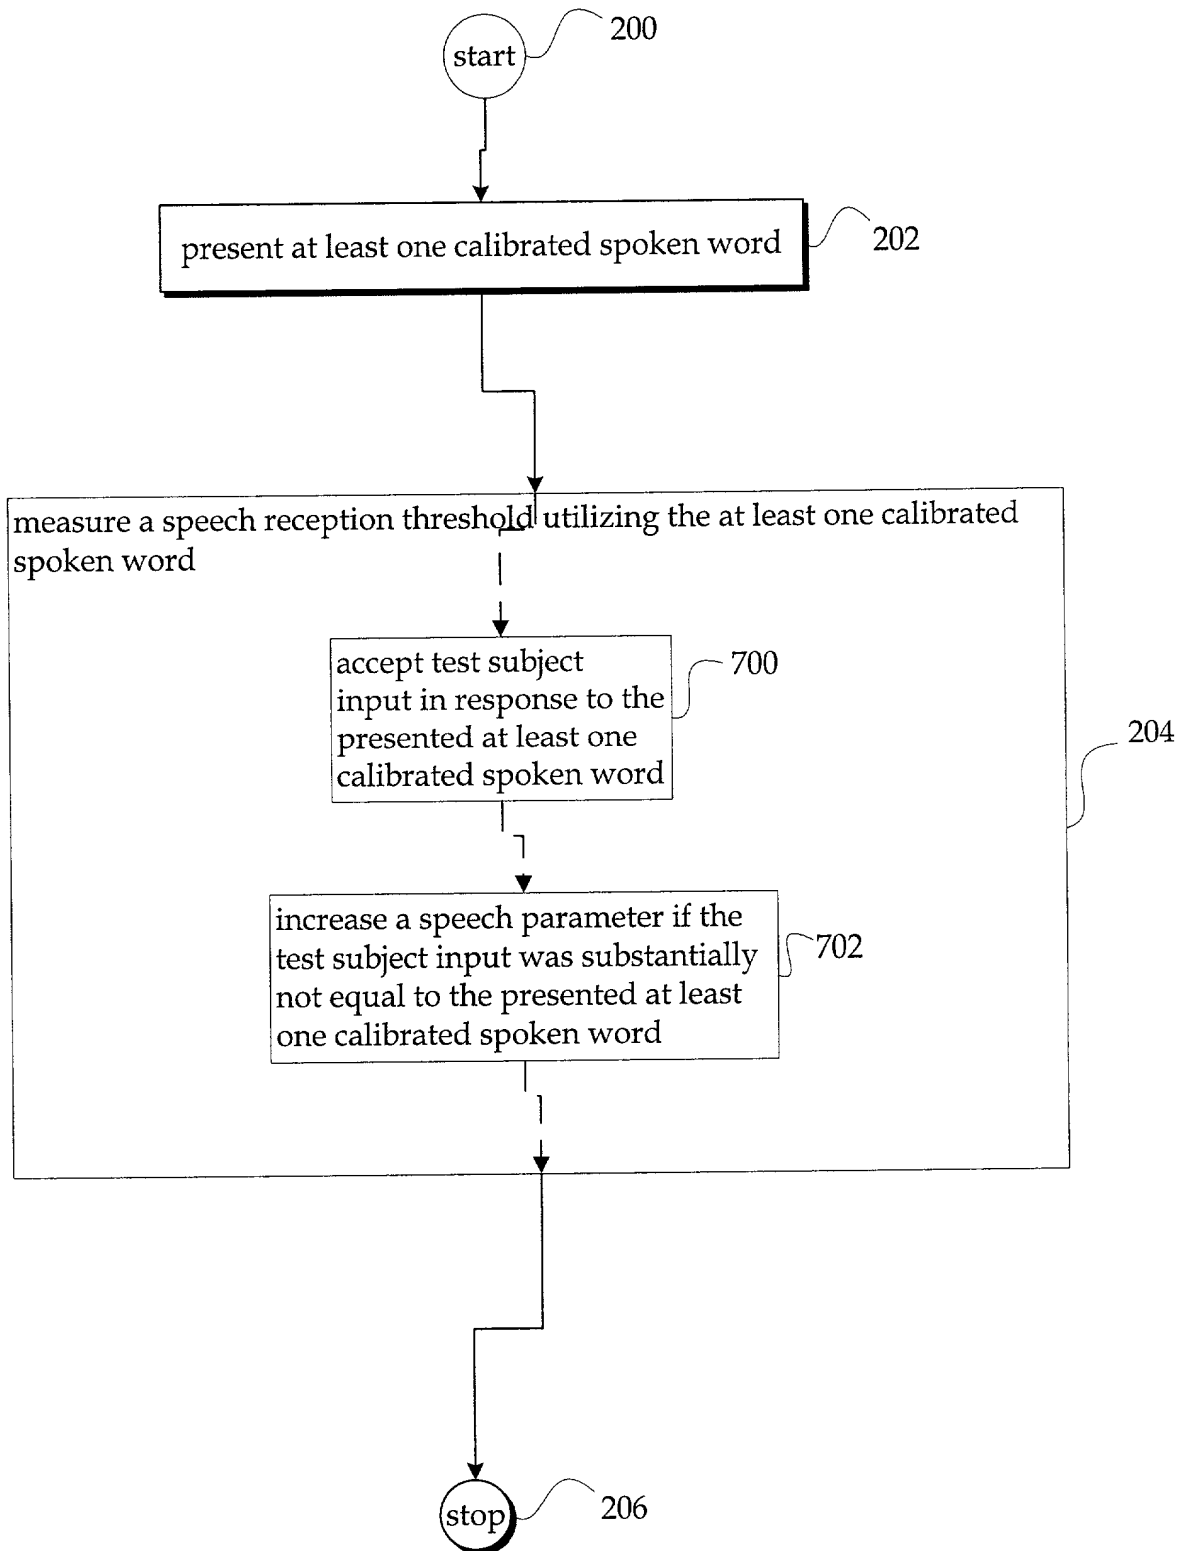 start
200
present at least one calibrated spoken word
202
measure a speech reception threshold utilizing the at least one calibrated
spoken word
accept test subject
input in response to the
presented at least one
calibrated spoken word
700
204
increase a speech parameter if the
test subject input was substantially
not equal to the presented at least
one calibrated spoken word
702
stop
206